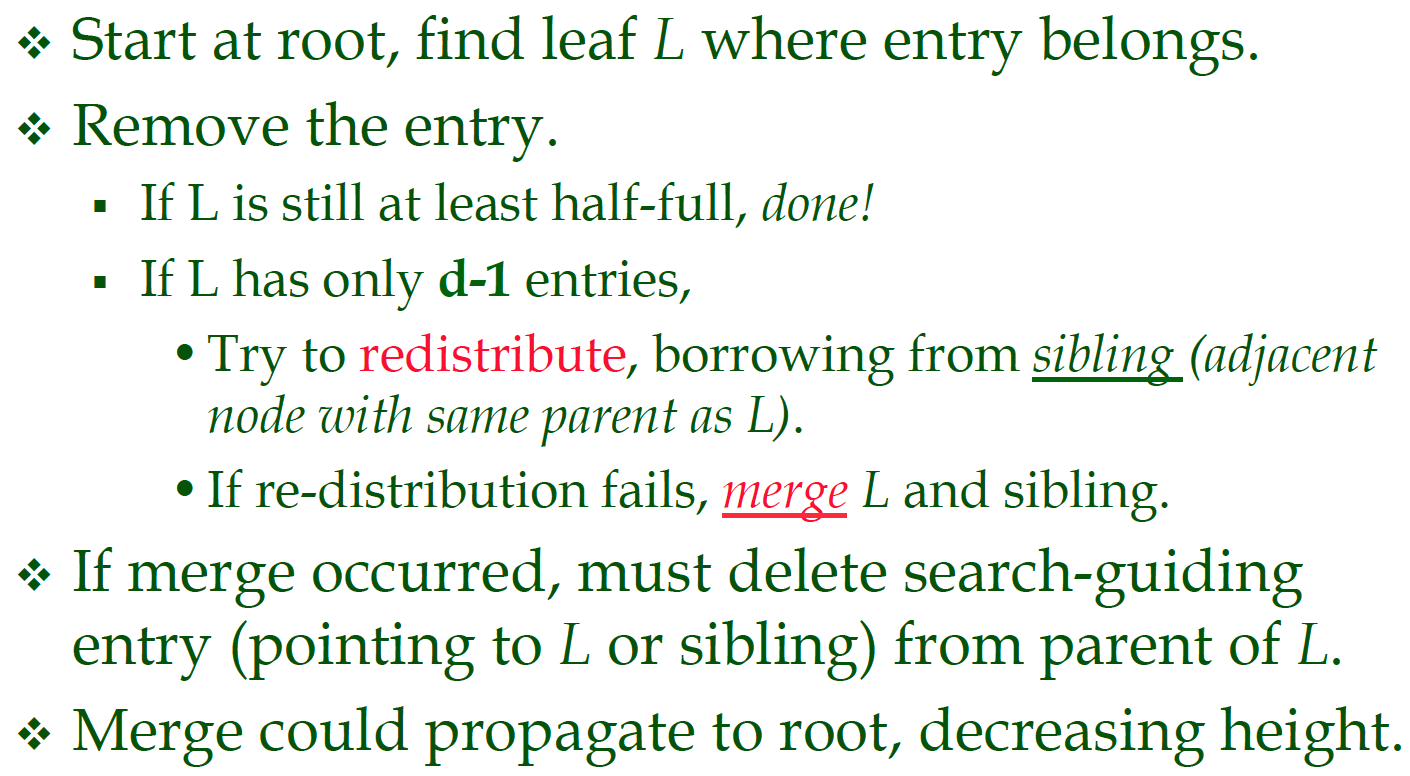 ❖ Start at root, find leaf L where entry belongs.
❖ Remove the entry.
▪ If L is still at least half-full, done!
▪ If L has only d-1 entries,
• Try to redistribute, borrowing from sibling (adjacent
node with same parent as L).
• If re-distribution fails, merge L and sibling.
❖ If merge occurred, must delete search-guiding
entry (pointing to L or sibling) from parent of L.
❖ Merge could propagate to root, decreasing height.